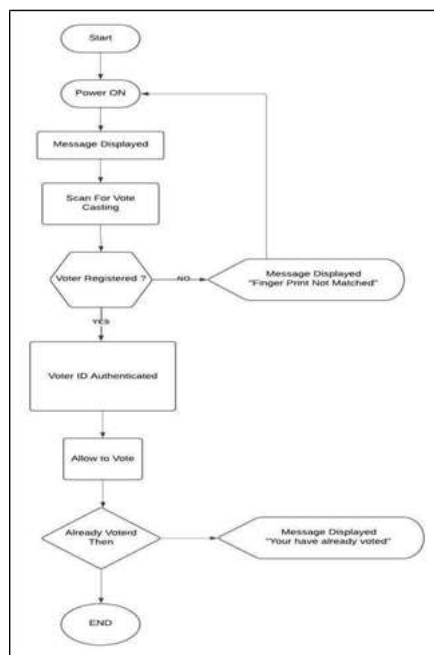 Start
Power ON
Message Displayed
Scan For Vote
Casting
Voter Registered ?
NO
Message Displayed
"Finger Print Not Matched"
YES
Voter ID Authenticated
Allow to Vote
Already Voterd
Then
Message Displayed
"Your have already voted"
END